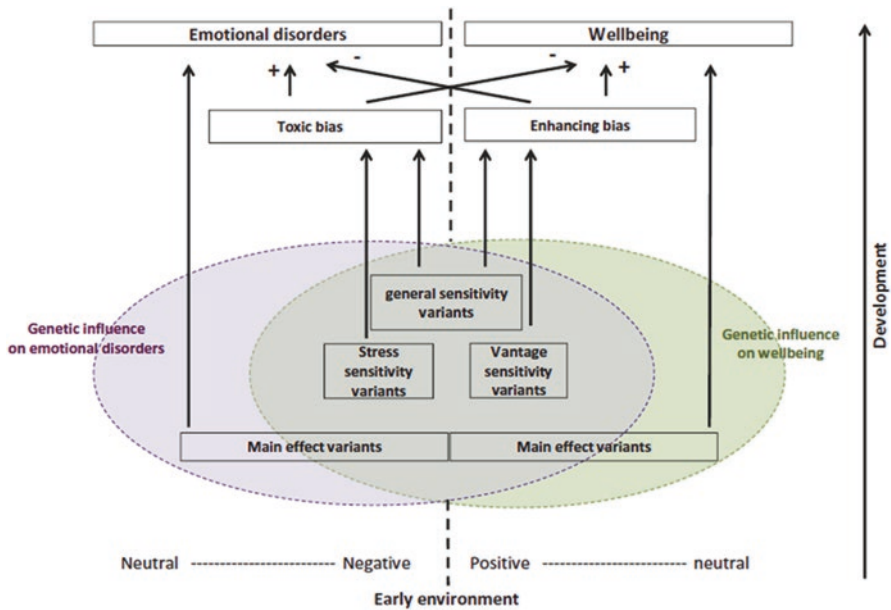 Emotional disorders
Wellbeing
+
-
-
+
Toxic bias
Enhancing bias
general sensitivity
variants
Genetic influence
on emotional disorders
Genetic influence
on wellbeing
Stress
sensitivity
variants
Vantage
sensitivity
variants
Main effect variants
Main effect variants
Neutral
Negative
Positive
neutral
Early environment
Development